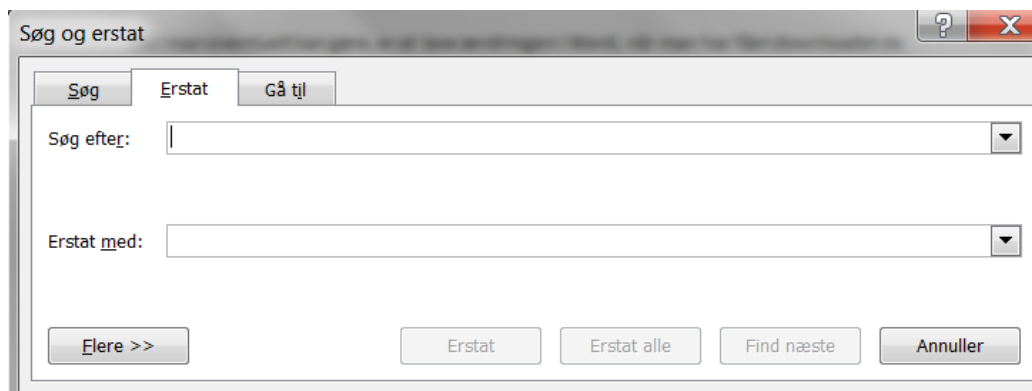 Søg og erstat
Søg Erstat Gå til
Søg efter:
Erstat med:
Flere >> Erstat Erstat alle Find næste Annuller